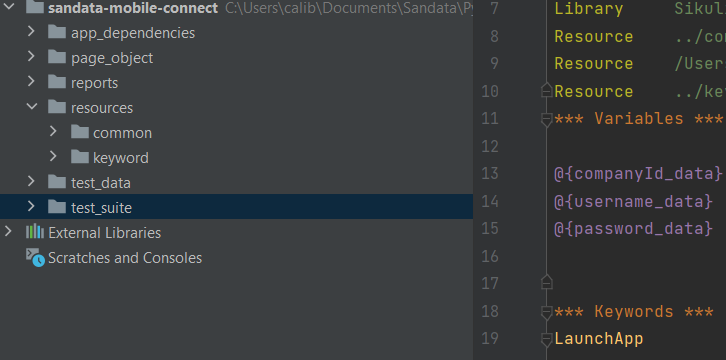 sandata-mobile-connect C:\Users\calib\Documents\Sandata\Py
app_dependencies
page_object
reports
resources
common
keyword
test_data
test_suite
External Libraries
Scratches and Consoles
7 Library Sikul
8 Resource ../con
9 Resource /User
10 Resource ../key
11 *** Variables ***
12
13 @{companyId_data}
14 @{username_data}
15 @{password_data}
16
17
18 *** Keywords ***
19 LaunchApp